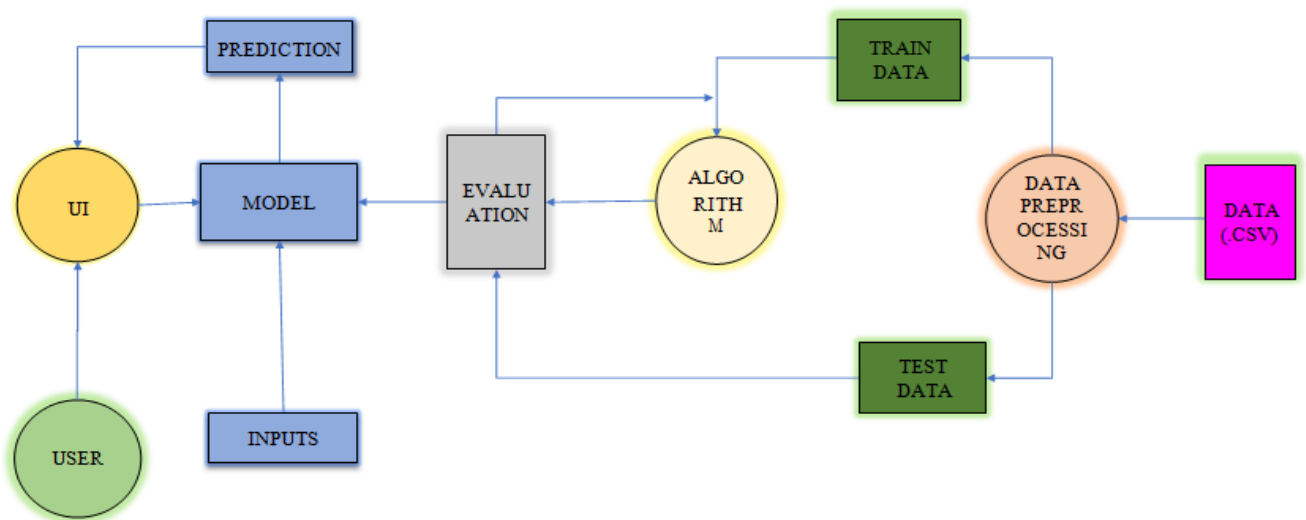 PREDICTION
TRAIN
DATA
UI
MODEL
EVALU
ATION
ALGO
RITH
M
DATA
PREPR
OCESSI
NG
DATA
(.CSV)
TEST
DATA
USER
INPUTS